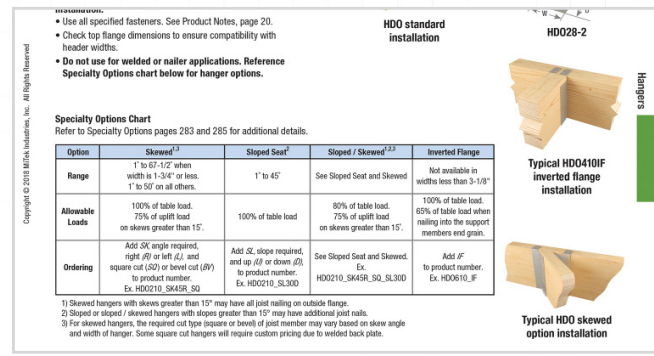 Installation:
• Use all specified fasteners. See Product Notes, page 20.
• Check top flange dimensions to ensure compatibility with
header widths.
• Do not use for welded or nailer applications. Reference
Specialty Options chart below for hanger options.
HDO standard
installation
W
D
HDO28-2
Copyright © 2018 MiTek Industries, Inc. All Rights Reserved
Hangers
Typical HDO410IF
inverted flange
installation
Specialty Options Chart
Refer to Specialty Options pages 283 and 285 for additional details.
Option Skewed1,3 Sloped Seat2 Sloped / Skewed1,2,3 Inverted Flange
Range
1° to 67-1/2° when
width is 1-3/4" or less.
1° to 50° on all others.
1° to 45°
See Sloped Seat and Skewed
Not available in
widths less than 3-1/8"
Allowable
Loads
100% of table load.
75% of uplift load
on skews greater than 15°.
100% of table load
80% of table load.
75% of uplift load
on skews greater than 15°.
100% of table load.
65% of table load when
nailing into the support
members end grain.
Ordering
Add SK, angle required,
right (R) or left (L), and
square cut (SQ) or bevel cut (BV)
to product number.
Ex. HDO210_SK45R_SQ
Add SL, slope required,
and up (U) or down (D),
to product number.
Ex. HDO210_SL30D
See Sloped Seat and Skewed.
Ex.
HDO210_SK45R_SQ_SL30D
Add IF
to product number.
Ex. HDO610_IF
1) Skewed hangers with skews greater than 15° may have all joist nailing on outside flange.
2) Sloped or sloped / skewed hangers with slopes greater than 15° may have additional joist nails.
3) For skewed hangers, the required cut type (square or bevel) of joist member may vary based on skew angle
and width of hanger. Some square cut hangers will require custom pricing due to welded back plate.
Typical HDO skewed
option installation